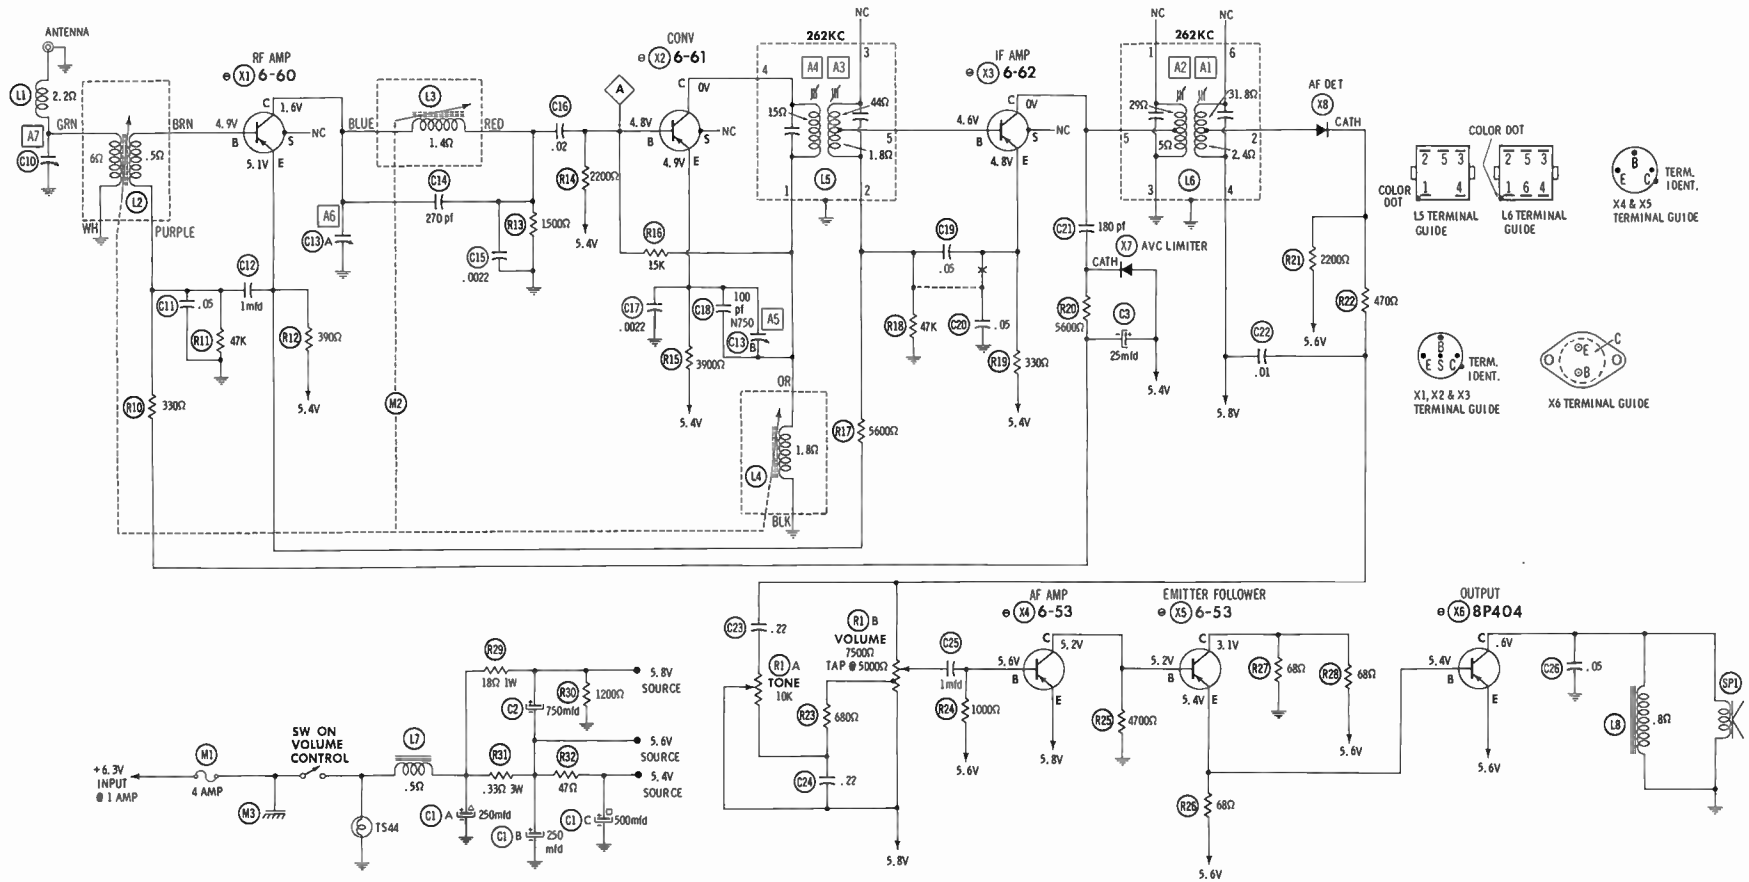 ANTENNA
L1
2.2Ω
GRN
A7
C10
6Ω
.5Ω
L2
WH
PURPLE
BRN
RF AMP
⊖ X1 6-60
C
1.6V
4.9V
B
S
NC
5.1V
E
BLUE
L3
RED
1.4Ω
C14
270 pf
A6
C13 A
C12
1mfd
C11
.05
R11
47K
R12
390Ω
5.4V
R10
330Ω
M2
C15
.0022
R13
1500Ω
C16
.02
R14
2200Ω
5.4V
A
CONV
⊖ X2 6-61
C
0V
4.8V
B
S
NC
4.9V
E
R16
15K
C17
.0022
C18
100
pf
N750
A5
C13
B
R15
3900Ω
5.4V
OR
L4
1.8Ω
BLK
262KC
4
A4
A3
15Ω
44Ω
1.8Ω
L5
NC
3
5
1
2
R17
5600Ω
IF AMP
⊖ X3 6-62
C
0V
4.6V
B
S
NC
4.8V
E
C19
.05
R18
47K
C20
.05
R19
330Ω
5.4V
C21
180 pf
X7 AVC LIMITER
CATH
R20
5600Ω
C3
25mfd
5.4V
NC
NC
262KC
1
6
A2
A1
29Ω
31.8Ω
5Ω
2.4Ω
5
2
L6
3
4
5.8V
AF DET
X8
CATH
R21
2200Ω
5.6V
R22
470Ω
C22
.01
COLOR DOT
2 5 3
1 4
COLOR
DOT
L5 TERMINAL
GUIDE
2 5 3
1 6 4
L6 TERMINAL
GUIDE
B
E C
TERM.
IDENT.
X4 & X5
TERMINAL GUIDE
B
E S C
TERM.
IDENT.
X1, X2 & X3
TERMINAL GUIDE
E
C
B
X6 TERMINAL GUIDE
+6.3V
INPUT
@ 1 AMP
M1
4 AMP
M3
SW ON
VOLUME
CONTROL
TS44
L7
.5Ω
R29
18Ω 1W
C2
750mfd
R30
1200Ω
5.8V
SOURCE
5.6V
SOURCE
R31
.33Ω 3W
R32
47Ω
5.4V
SOURCE
C1 A
250mfd
C1 B
250
mfd
C1 C
500mfd
C23
.22
R1 A
TONE
10K
R1 B
VOLUME
7500Ω
TAP @ 5000Ω
R23
680Ω
C24
.22
5.8V
C25
1mfd
R24
1000Ω
5.6V
AF AMP
⊖ X4 6-53
C
5.2V
5.6V
B
E
5.8V
R25
4700Ω
EMITTER FOLLOWER
⊖ X5 6-53
C
3.1V
5.2V
B
5.4V
E
R27
68Ω
R28
68Ω
5.6V
R26
68Ω
5.6V
OUTPUT
⊖ X6 8P404
C
.6V
5.4V
B
E
5.6V
C26
.05
L8
.8Ω
SP1